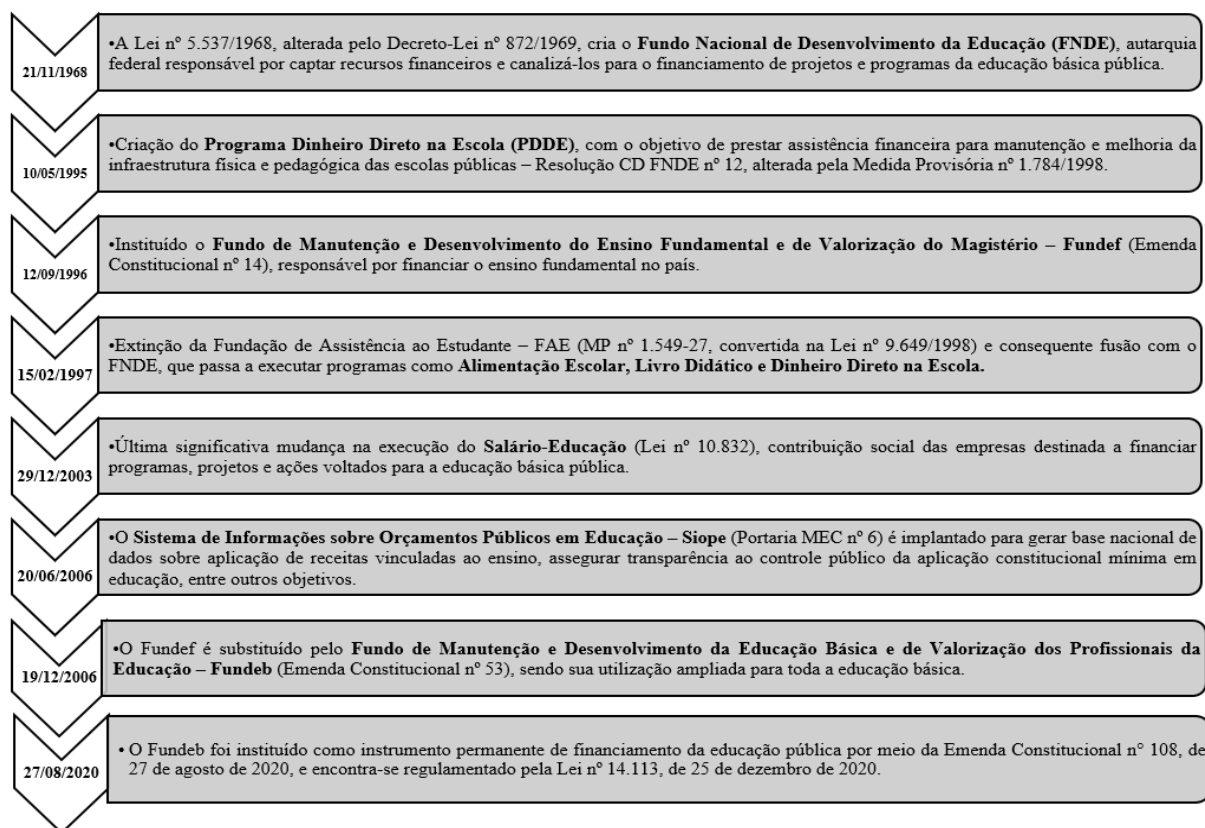 21/11/1968
•A Lei nº 5.537/1968, alterada pelo Decreto-Lei nº 872/1969, cria o Fundo Nacional de Desenvolvimento da Educação (FNDE), autarquia
federal responsável por captar recursos financeiros e canalizá-los para o financiamento de projetos e programas da educação básica pública.
10/05/1995
•Criação do Programa Dinheiro Direto na Escola (PDDE), com o objetivo de prestar assistência financeira para manutenção e melhoria da
infraestrutura física e pedagógica das escolas públicas – Resolução CD FNDE nº 12, alterada pela Medida Provisória nº 1.784/1998.
12/09/1996
•Instituído o Fundo de Manutenção e Desenvolvimento do Ensino Fundamental e de Valorização do Magistério – Fundef (Emenda
Constitucional nº 14), responsável por financiar o ensino fundamental no país.
15/02/1997
•Extinção da Fundação de Assistência ao Estudante – FAE (MP nº 1.549-27, convertida na Lei nº 9.649/1998) e consequente fusão com o
FNDE, que passa a executar programas como Alimentação Escolar, Livro Didático e Dinheiro Direto na Escola.
29/12/2003
•Última significativa mudança na execução do Salário-Educação (Lei nº 10.832), contribuição social das empresas destinada a financiar
programas, projetos e ações voltados para a educação básica pública.
20/06/2006
•O Sistema de Informações sobre Orçamentos Públicos em Educação – Siope (Portaria MEC nº 6) é implantado para gerar base nacional de
dados sobre aplicação de receitas vinculadas ao ensino, assegurar transparência ao controle público da aplicação constitucional mínima em
educação, entre outros objetivos.
19/12/2006
•O Fundef é substituído pelo Fundo de Manutenção e Desenvolvimento da Educação Básica e de Valorização dos Profissionais da
Educação – Fundeb (Emenda Constitucional nº 53), sendo sua utilização ampliada para toda a educação básica.
27/08/2020
• O Fundeb foi instituído como instrumento permanente de financiamento da educação pública por meio da Emenda Constitucional n° 108, de
27 de agosto de 2020, e encontra-se regulamentado pela Lei nº 14.113, de 25 de dezembro de 2020.